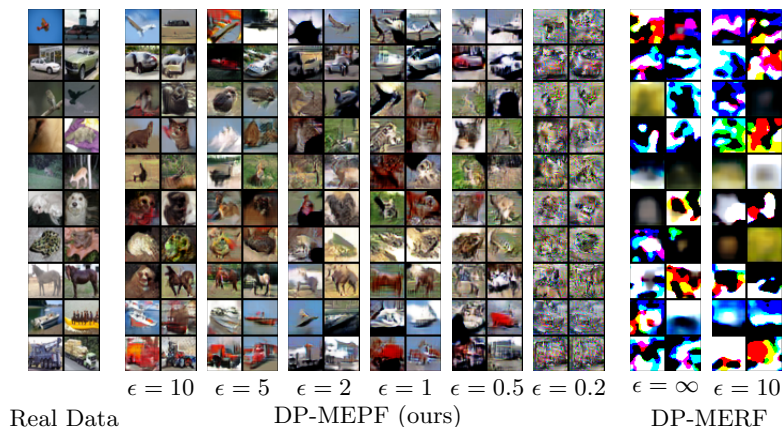 ϵ = 10 ϵ = 5 ϵ = 2 ϵ = 1 ϵ = 0.5 ϵ = 0.2 ϵ = ∞ ϵ = 10
Real Data DP-MEPF (ours) DP-MERF